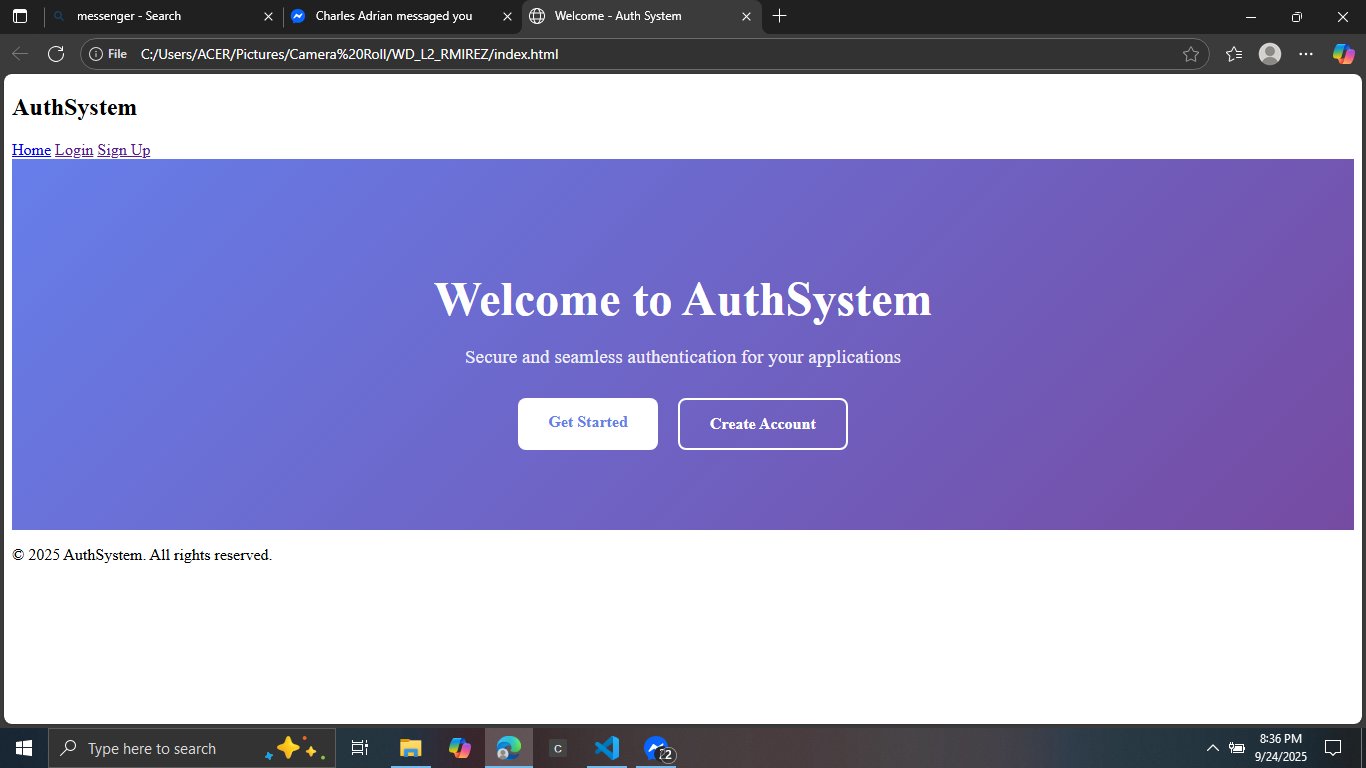 messenger - Search
Charles Adrian messaged you
Welcome - Auth System
File
C:/Users/ACER/Pictures/Camera%20Roll/WD_L2_RMIREZ/index.html
AuthSystem
Home Login Sign Up
Welcome to AuthSystem
Secure and seamless authentication for your applications
Get Started
Create Account
© 2025 AuthSystem. All rights reserved.
Type here to search
C
2
8:36 PM
9/24/2025